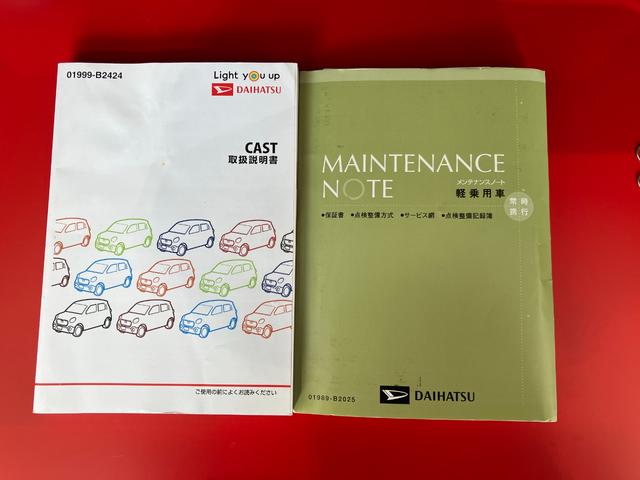 01999-B2424
Light you up
DAIHATSU
CAST
取扱説明書
ご使用の前によくお読みください
MAINTENANCE
NOTE
メンテナンスノート
軽乗用車
常時
携行
•保証書 •点検整備方式 •サービス網 •点検整備記録簿
01989-B2025
DAIHATSU